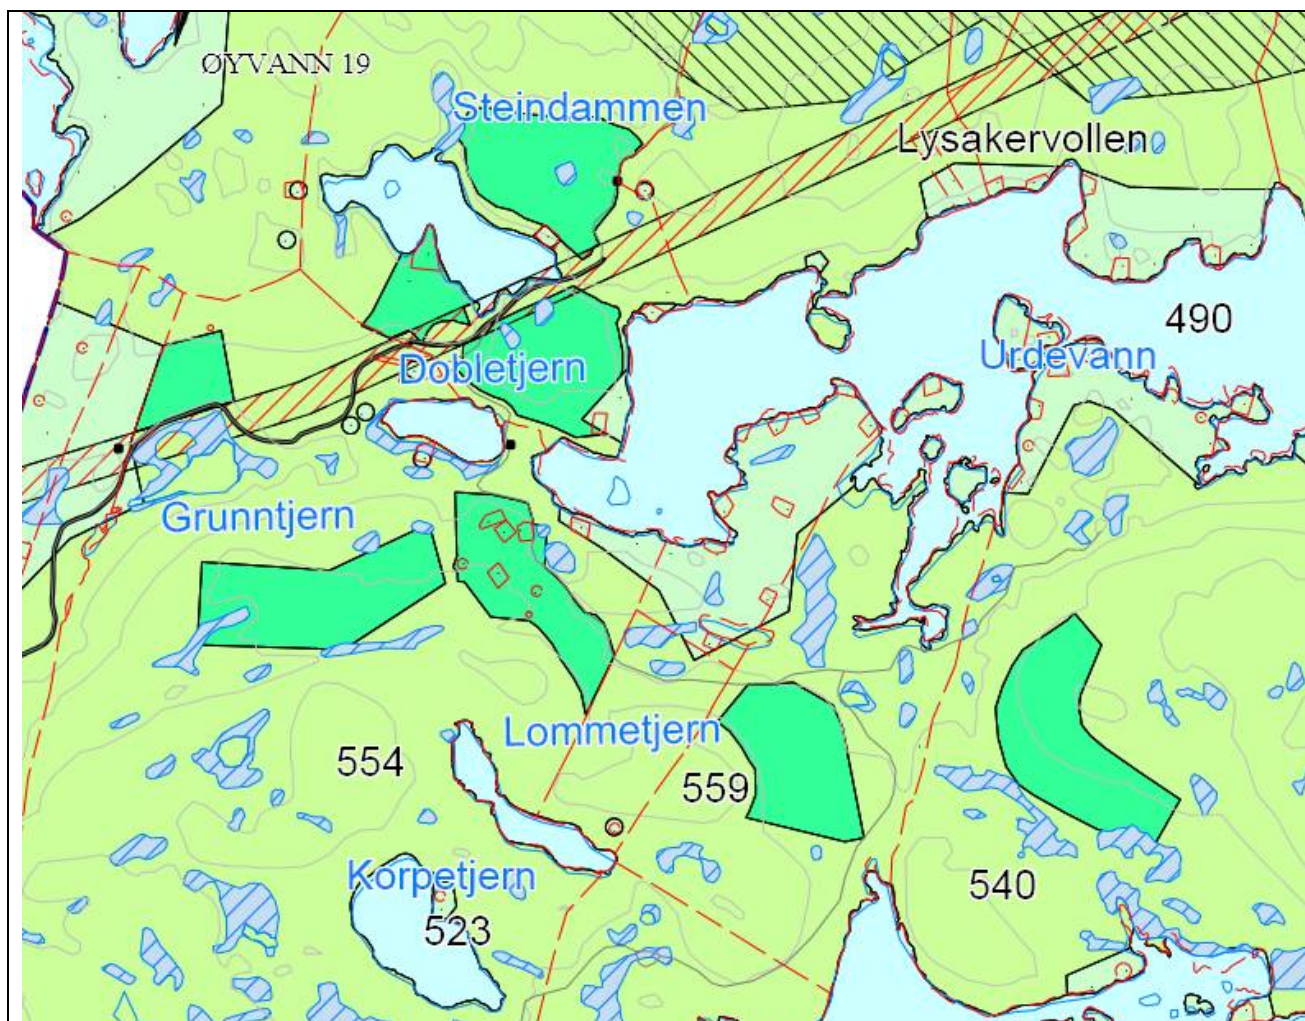 ØYVANN 19
Steindammen
Lysakervollen
490
Urdevann
Dobletjern
Grunntjern
Lommetjern
554
559
Korpetjern
540
523